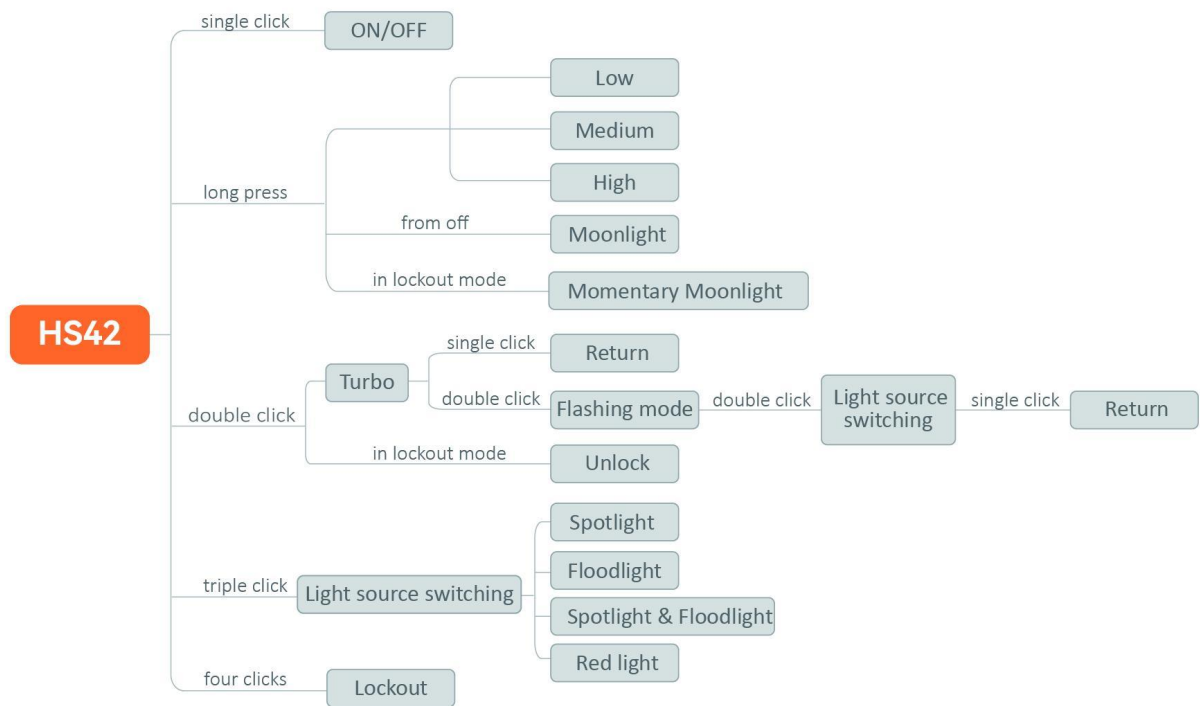 single click
ON/OFF
Low
Medium
High
long press
from off
Moonlight
in lockout mode
Momentary Moonlight
HS42
single click
Return
Turbo
double click
Flashing mode
double click
Light source
switching
single click
Return
double click
in lockout mode
Unlock
Spotlight
Floodlight
triple click
Light source switching
Spotlight & Floodlight
Red light
four clicks
Lockout